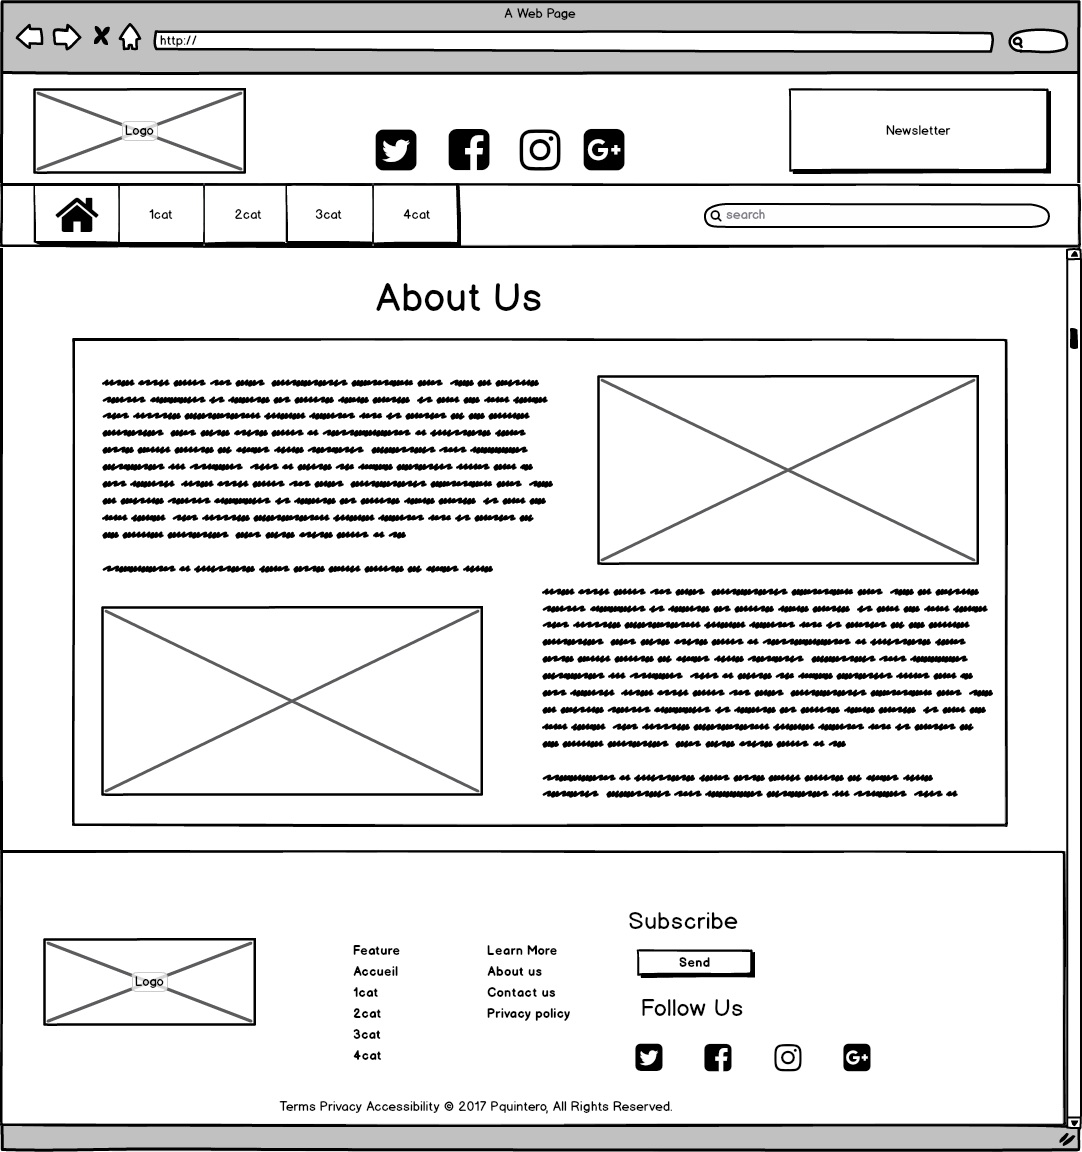 A Web Page
http://
Logo
Newsletter
1cat 2cat 3cat 4cat
search
About Us
Logo
Feature
Accueil
1cat
2cat
3cat
4cat
Learn More
About us
Contact us
Privacy policy
Subscribe
Send
Follow Us
Terms Privacy Accessibility © 2017 Pquintero, All Rights Reserved.